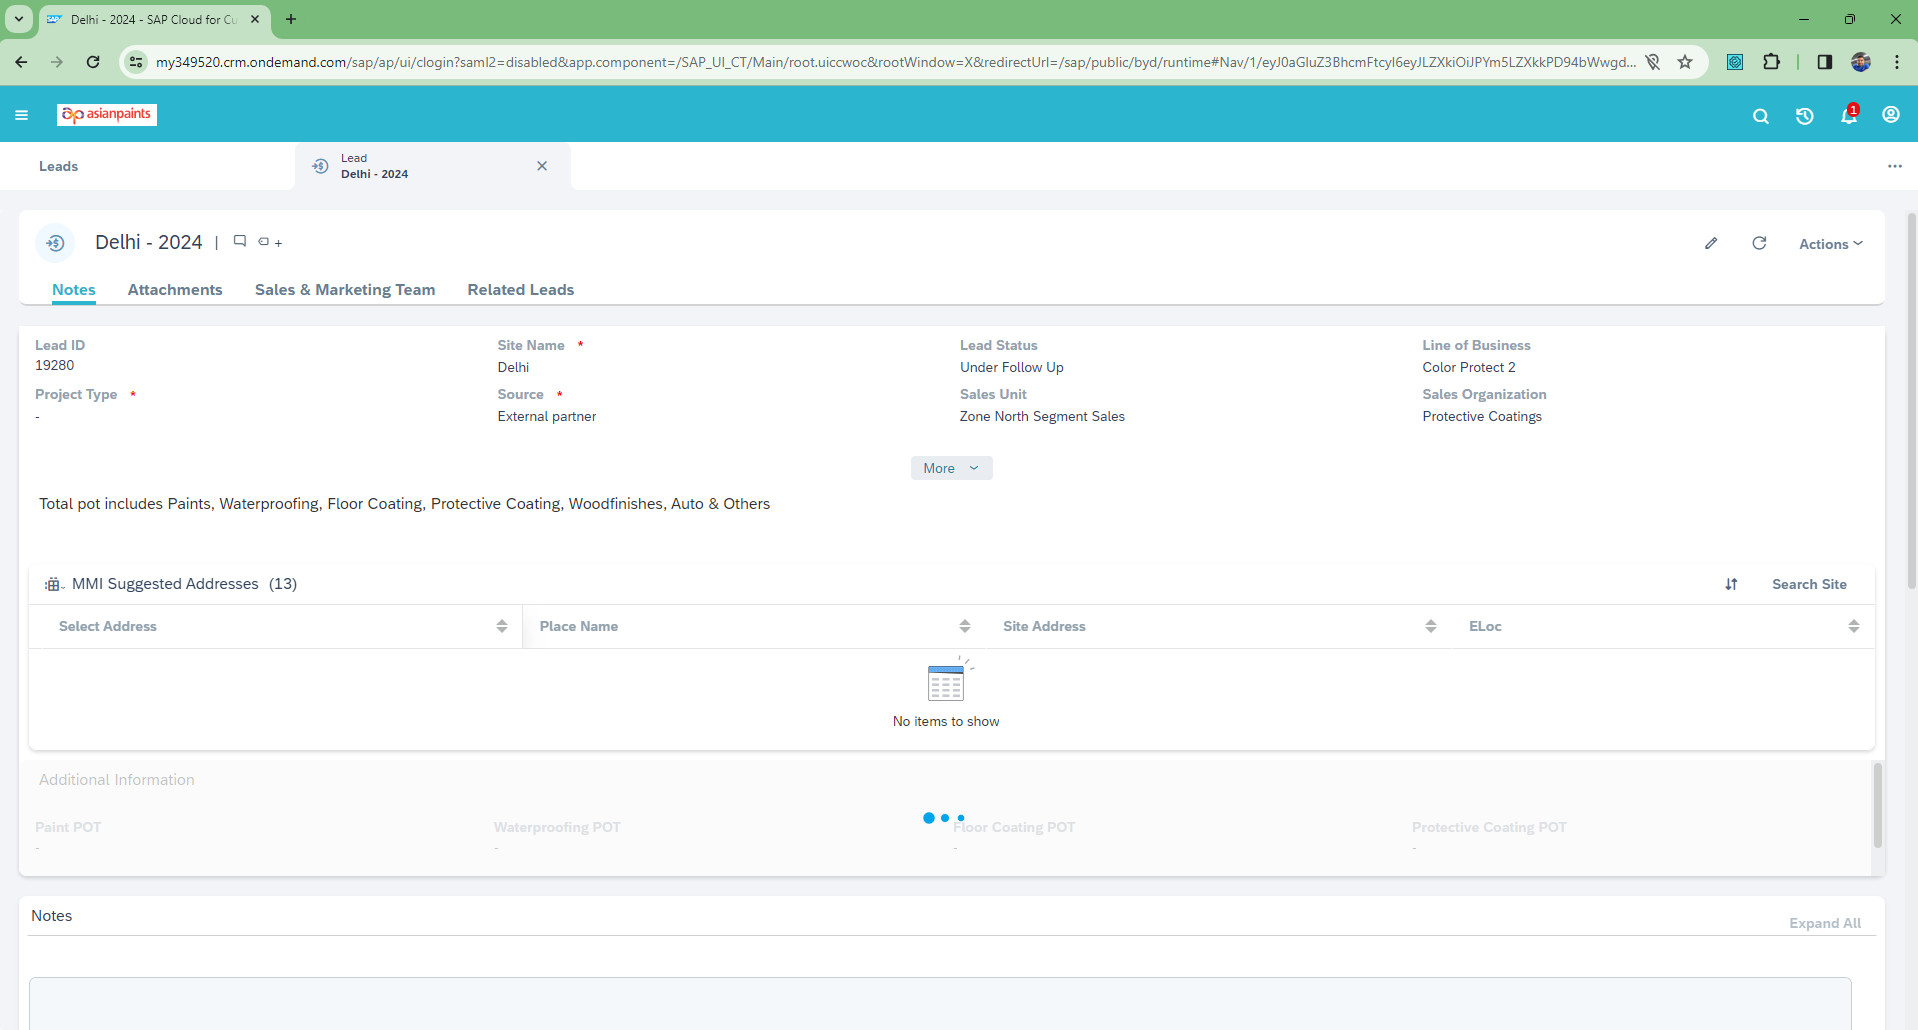 Delhi - 2024 - SAP Cloud for Cu
my349520.crm.ondemand.com/sap/ap/ui/clogin?saml2=disabled&app.component=/SAP_UI_CT/Main/root.uiccwoc&rootWindow=X&redirectUrl=/sap/public/byd/runtime#Nav/1/eyJ0aGluZ3BhcmFtcyI6eyJLZXkiOiJPYm5LZXkkPD94bWwgd...
asianpaints
1
Leads
Lead
Delhi - 2024
Delhi - 2024 |
Actions
Notes Attachments Sales & Marketing Team Related Leads
Lead ID Site Name * Lead Status Line of Business
19280 Delhi Under Follow Up Color Protect 2
Project Type * Source * Sales Unit Sales Organization
- External partner Zone North Segment Sales Protective Coatings
More
Total pot includes Paints, Waterproofing, Floor Coating, Protective Coating, Woodfinishes, Auto & Others
MMI Suggested Addresses (13) Search Site
Select Address Place Name Site Address ELoc
No items to show
Additional Information
Paint POT Waterproofing POT Floor Coating POT Protective Coating POT
- - - -
Notes
Expand All